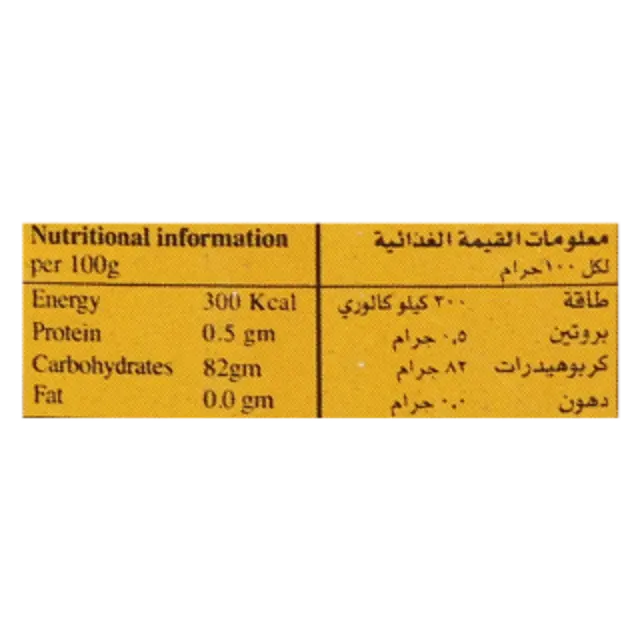 Nutritional information
per 100g
Energy 300 Kcal
Protein 0.5 gm
Carbohydrates 82gm
Fat 0.0 gm
معلومات القيمة الغذائية
لكل ١٠٠ جرام
طاقة ٣٠٠ كيلو كالوري
بروتين ٠,٥ جرام
كربوهيدرات ٨٢ جرام
دهون ٠,٠ جرام